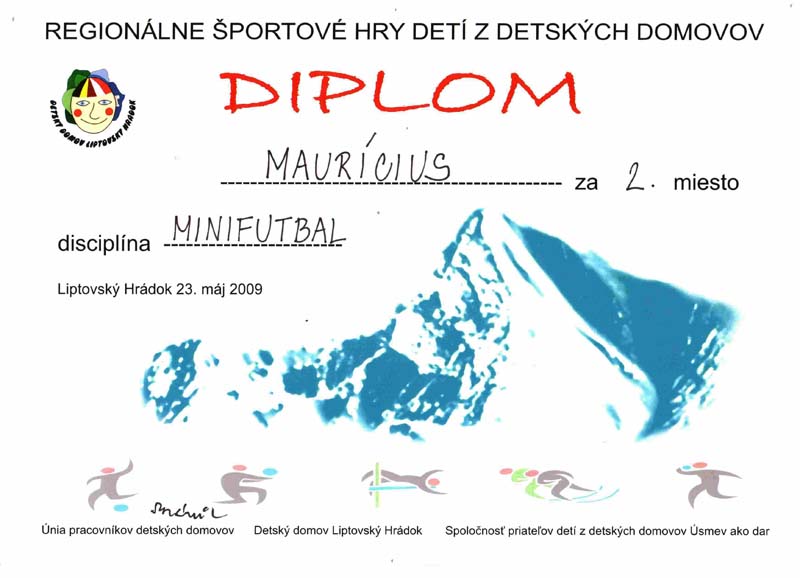 REGIONÁLNE ŠPORTOVÉ HRY DETÍ Z DETSKÝCH DOMOVOV
DIPLOM
DETSKÝ DOMOV LIPTOVSKÝ HRÁDOK
MAURÍCIUS za 2. miesto
disciplína MINIFUTBAL
Liptovský Hrádok 23. máj 2009
Únia pracovníkov detských domovov Detský domov Liptovský Hrádok Spoločnosť priateľov detí z detských domovov Úsmev ako dar